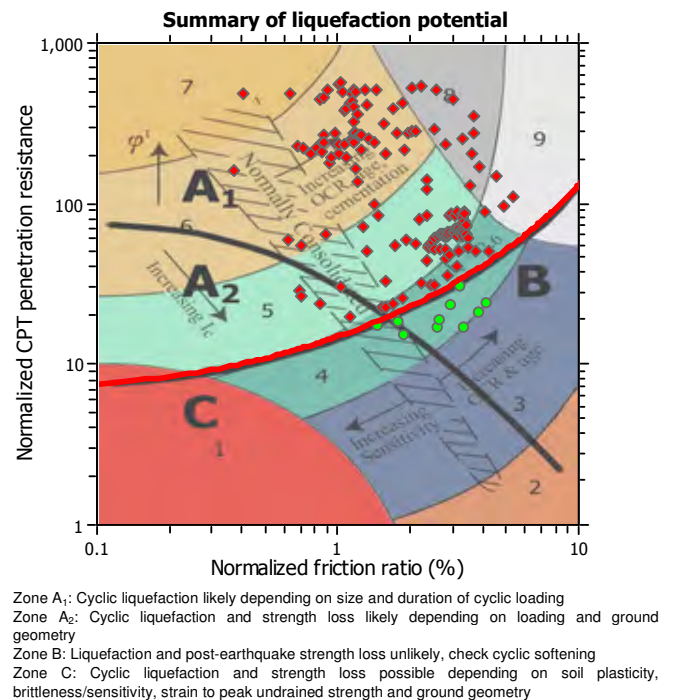 Summary of liquefaction potential
1,000
100
10
1
0.1
1
10
Normalized CPT penetration resistance
Normalized friction ratio (%)
7
8
9
φ'
A1
Normally Consolidated
Increasing
OCR, age,
cementation
6
A2
Increasing Ic
5
B
4
Increasing
OCR & age
C
Increasing
Sensitivity
3
1
2
Zone A₁: Cyclic liquefaction likely depending on size and duration of cyclic loading
Zone A₂: Cyclic liquefaction and strength loss likely depending on loading and ground
geometry
Zone B: Liquefaction and post-earthquake strength loss unlikely, check cyclic softening
Zone C: Cyclic liquefaction and strength loss possible depending on soil plasticity,
brittleness/sensitivity, strain to peak undrained strength and ground geometry